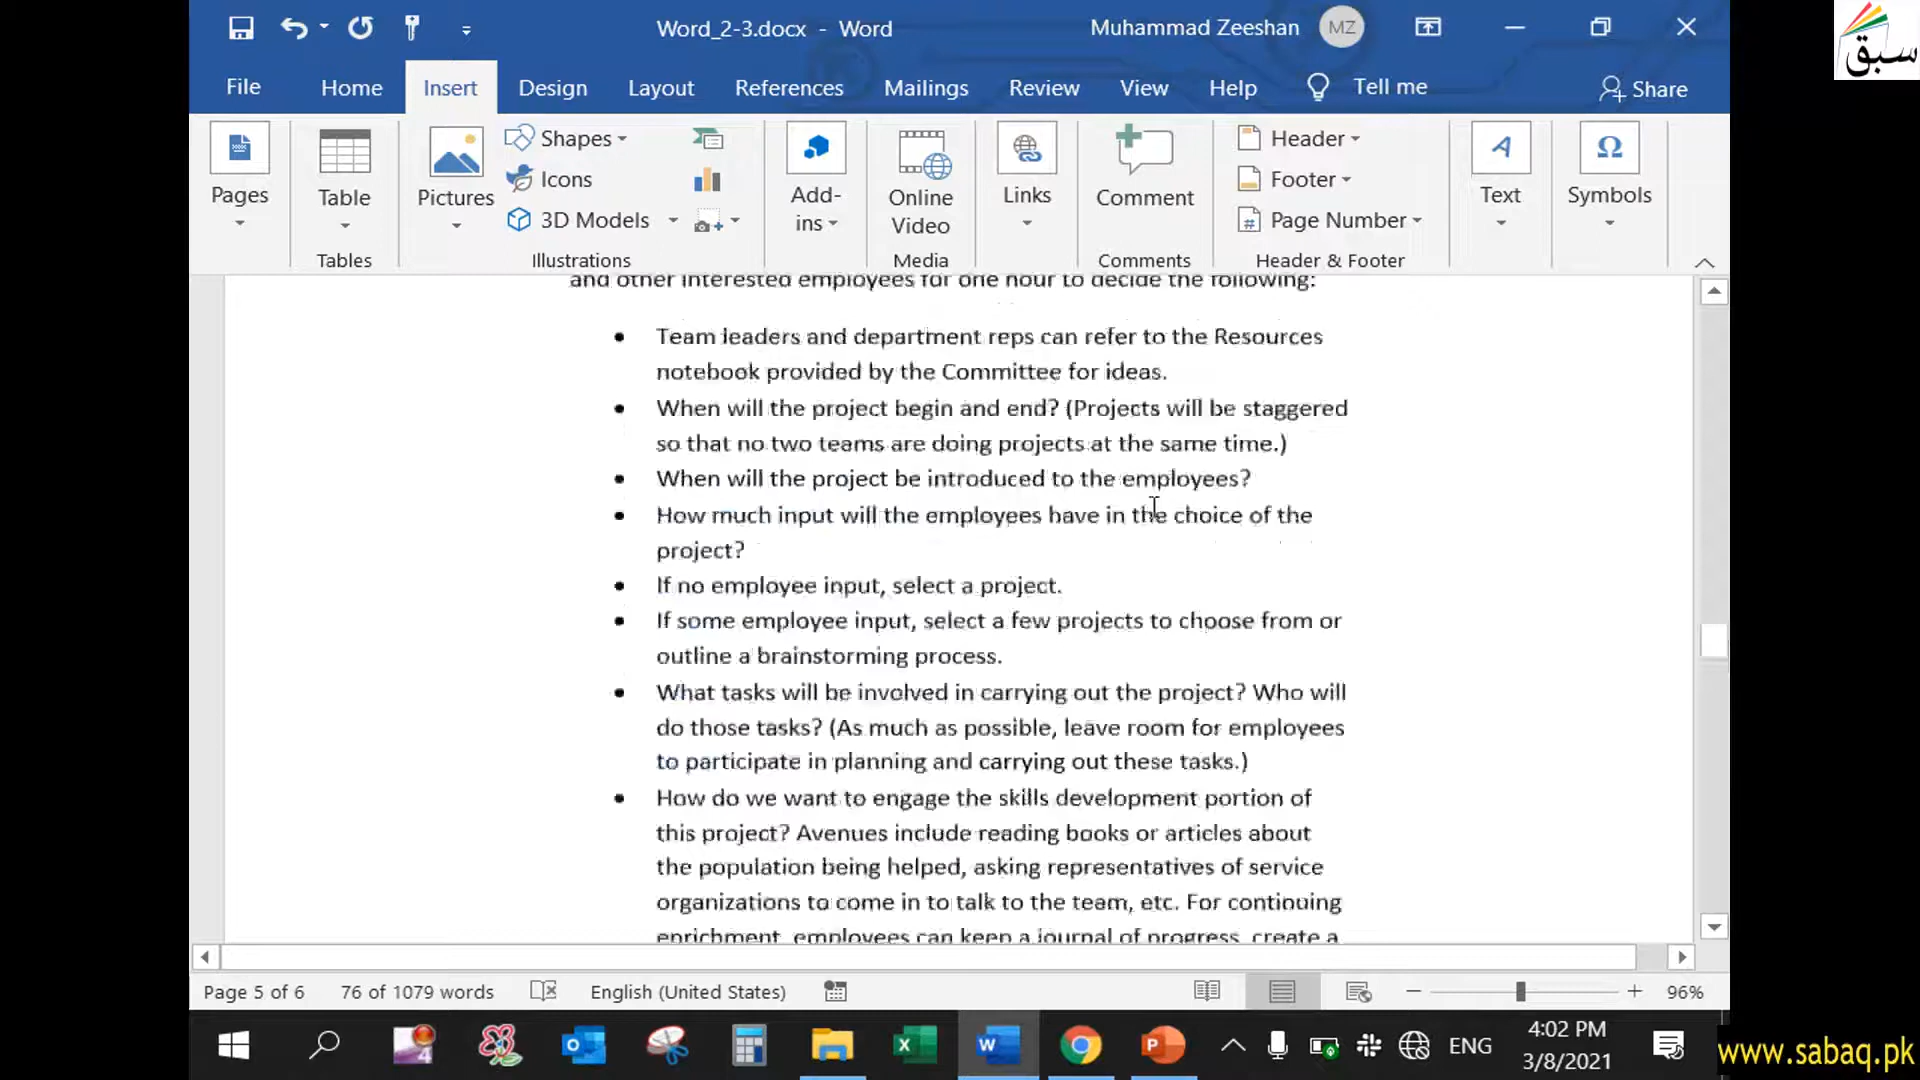 Word_2-3.docx - Word
Muhammad Zeeshan
MZ
سبق
File
Home
Insert
Design
Layout
References
Mailings
Review
View
Help
Tell me
Share
Pages
Table
Tables
Pictures
Shapes
Icons
3D Models
Illustrations
Add-
ins
Online
Video
Media
Links
Comment
Comments
Header
Footer
Page Number
Header & Footer
Text
Symbols
and other interested employees for one hour to decide the following:
• Team leaders and department reps can refer to the Resources
notebook provided by the Committee for ideas.
• When will the project begin and end? (Projects will be staggered
so that no two teams are doing projects at the same time.)
• When will the project be introduced to the employees?
• How much input will the employees have in the choice of the
project?
• If no employee input, select a project.
• If some employee input, select a few projects to choose from or
outline a brainstorming process.
• What tasks will be involved in carrying out the project? Who will
do those tasks? (As much as possible, leave room for employees
to participate in planning and carrying out these tasks.)
• How do we want to engage the skills development portion of
this project? Avenues include reading books or articles about
the population being helped, asking representatives of service
organizations to come in to talk to the team, etc. For continuing
enrichment, employees can keep a journal of progress, create a
Page 5 of 6
76 of 1079 words
English (United States)
96%
4
ENG
4:02 PM
3/8/2021
www.sabaq.pk